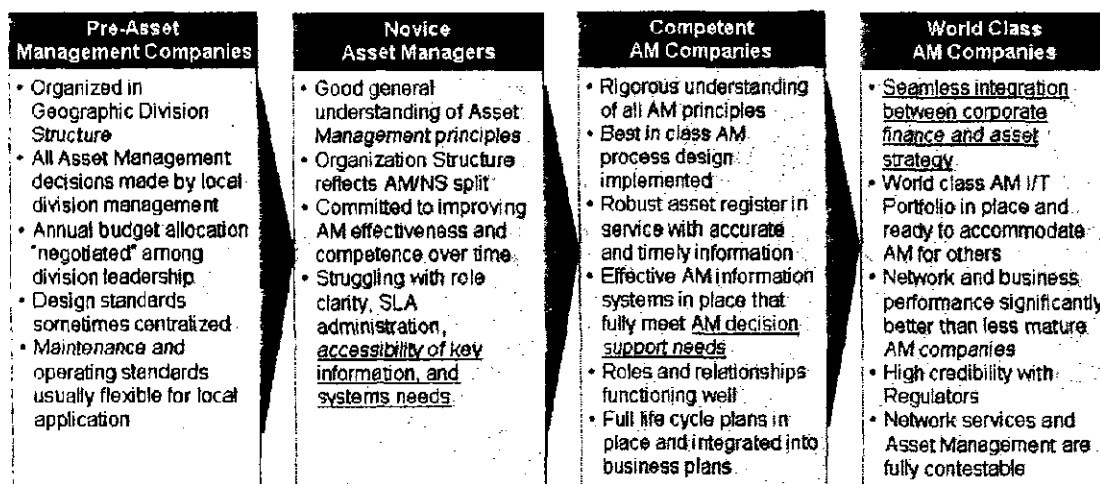 Pre-Asset
Management Companies
• Organized in
Geographic Division
Structure
• All Asset Management
decisions made by local
division management
• Annual budget allocation
"negotiated" among
division leadership
• Design standards
sometimes centralized
• Maintenance and
operating standards
usually flexible for local
application
Novice
Asset Managers
• Good general
understanding of Asset
Management principles
• Organization Structure
reflects AM/NS split
• Committed to improving
AM effectiveness and
competence over time
• Struggling with role
clarity, SLA
administration,
accessibility of key
information, and
systems needs
Competent
AM Companies
• Rigorous understanding
of all AM principles
• Best in class AM
process design
implemented
• Robust asset register in
service with accurate
and timely information
• Effective AM information
systems in place that
fully meet AM decision
support needs
• Roles and relationships
functioning well
• Full life cycle plans in
place and integrated into
business plans
World Class
AM Companies
• Seamless integration
between corporate
finance and asset
strategy
• World class AM I/T
Portfolio in place and
ready to accommodate
AM for others
• Network and business
performance significantly
better than less mature
AM companies
• High credibility with
Regulators
• Network services and
Asset Management are
fully contestable